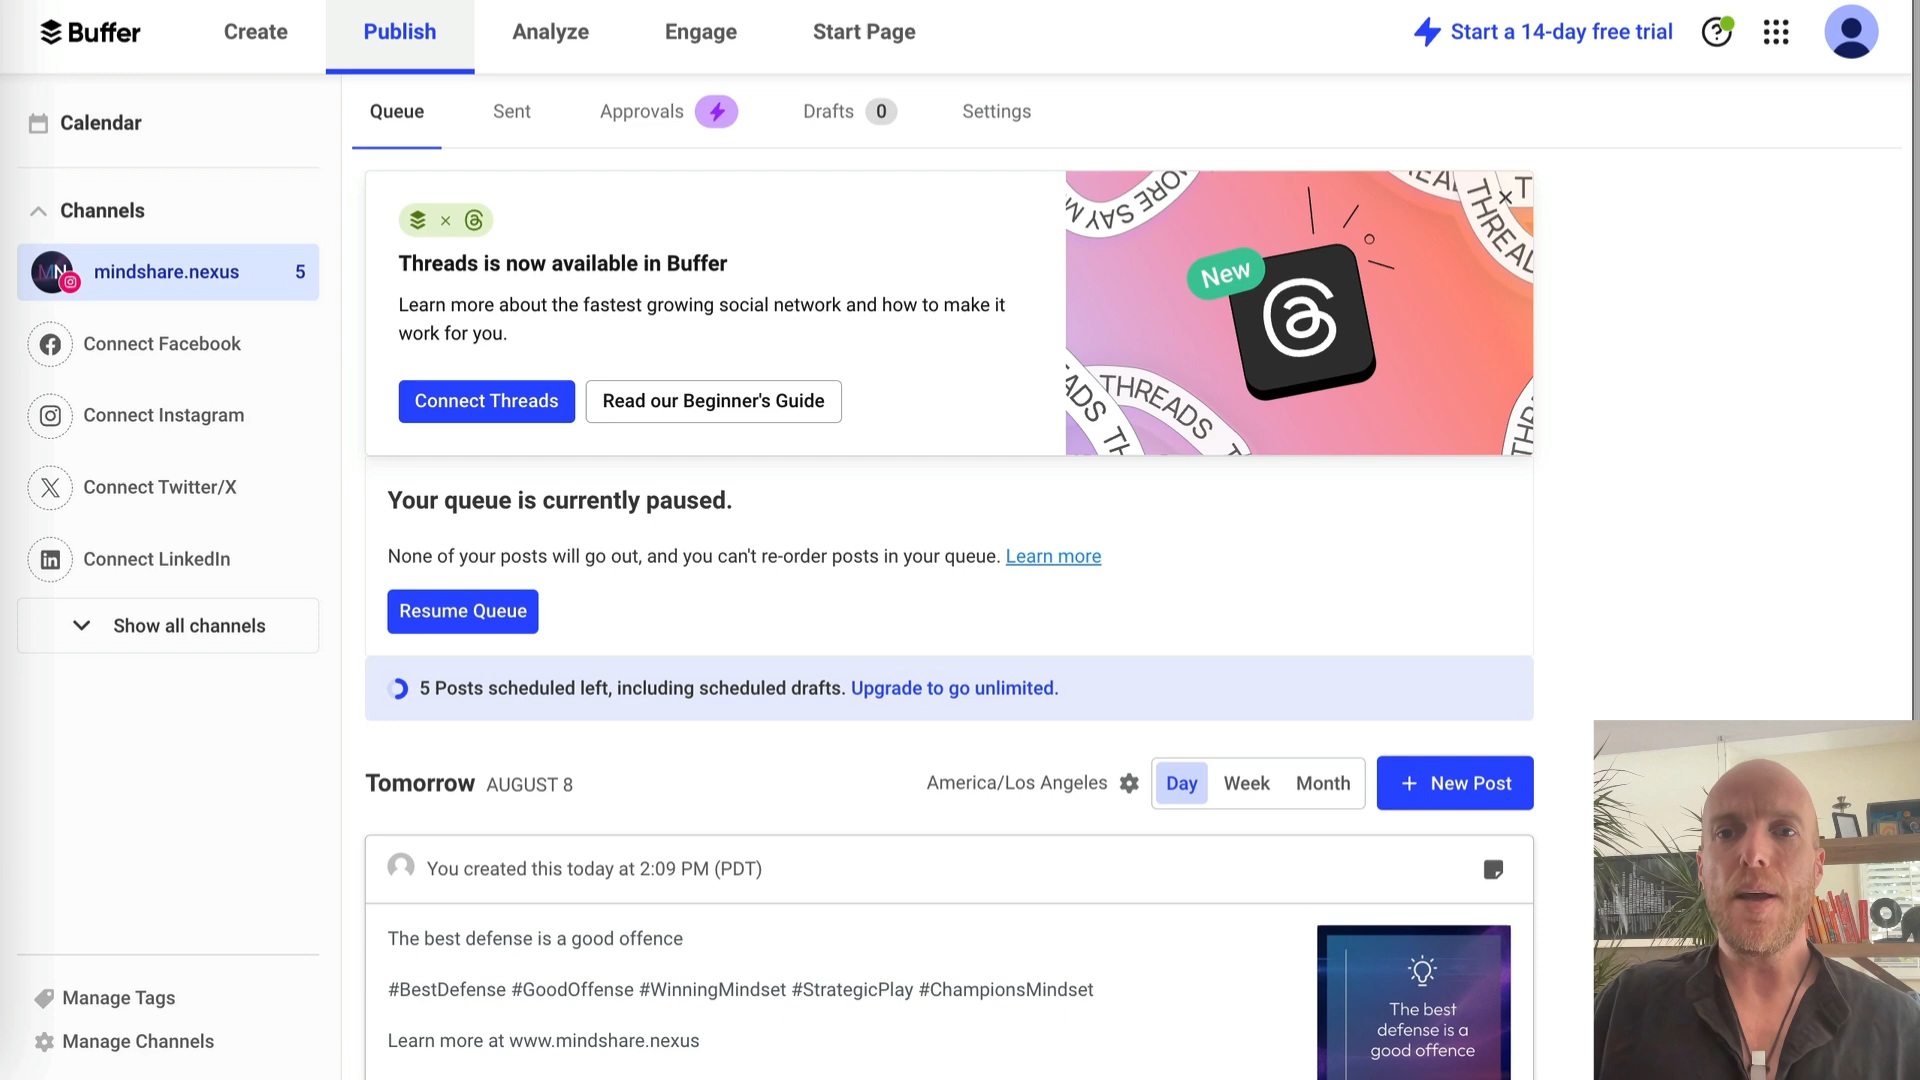 Buffer
Create
Publish
Analyze
Engage
Start Page
Start a 14-day free trial
Calendar
Channels
MN
mindshare.nexus
5
Connect Facebook
Connect Instagram
Connect Twitter/X
Connect LinkedIn
Show all channels
Manage Tags
Manage Channels
Queue
Sent
Approvals
Drafts
0
Settings
Threads is now available in Buffer
Learn more about the fastest growing social network and how to make it
work for you.
Connect Threads
Read our Beginner's Guide
New
MORE SAY M
THREADS
THREAD
Your queue is currently paused.
None of your posts will go out, and you can't re-order posts in your queue. Learn more
Resume Queue
5 Posts scheduled left, including scheduled drafts. Upgrade to go unlimited.
Tomorrow AUGUST 8
America/Los Angeles
Day
Week
Month
+ New Post
You created this today at 2:09 PM (PDT)
The best defense is a good offence
#BestDefense #GoodOffense #WinningMindset #StrategicPlay #ChampionsMindset
Learn more at www.mindshare.nexus
The best
defense is a
good offence